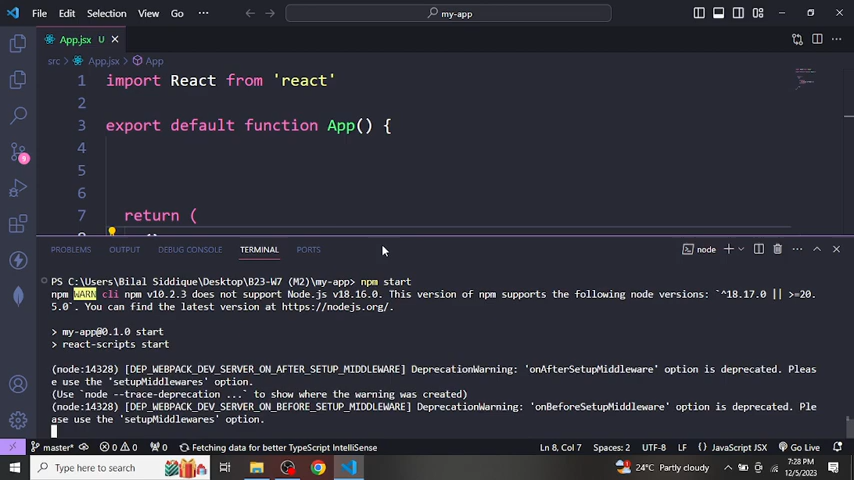 File Edit Selection View Go ··· my-app
App.jsx U
src > App.jsx > App
1 import React from 'react'
2
3 export default function App() {
4
5
6
7 return (
PROBLEMS OUTPUT DEBUG CONSOLE TERMINAL PORTS node
PS C:\Users\Bilal Siddique\Desktop\B23-W7 (M2)\my-app> npm start
npm WARN cli npm v10.2.3 does not support Node.js v18.16.0. This version of npm supports the following node versions: `^18.17.0 || >=20.
5.0`. You can find the latest version at https://nodejs.org/.
> my-app@0.1.0 start
> react-scripts start
(node:14328) [DEP_WEBPACK_DEV_SERVER_ON_AFTER_SETUP_MIDDLEWARE] DeprecationWarning: 'onAfterSetupMiddleware' option is deprecated. Pleas
e use the 'setupMiddlewares' option.
(Use `node --trace-deprecation ...` to show where the warning was created)
(node:14328) [DEP_WEBPACK_DEV_SERVER_ON_BEFORE_SETUP_MIDDLEWARE] DeprecationWarning: 'onBeforeSetupMiddleware' option is deprecated. Ple
ase use the 'setupMiddlewares' option.
9
master* 0 0 0 Fetching data for better TypeScript IntelliSense Ln 8, Col 7 Spaces: 2 UTF-8 LF {} JavaScript JSX Go Live
Type here to search 24°C Partly cloudy 7:28 PM
12/5/2023